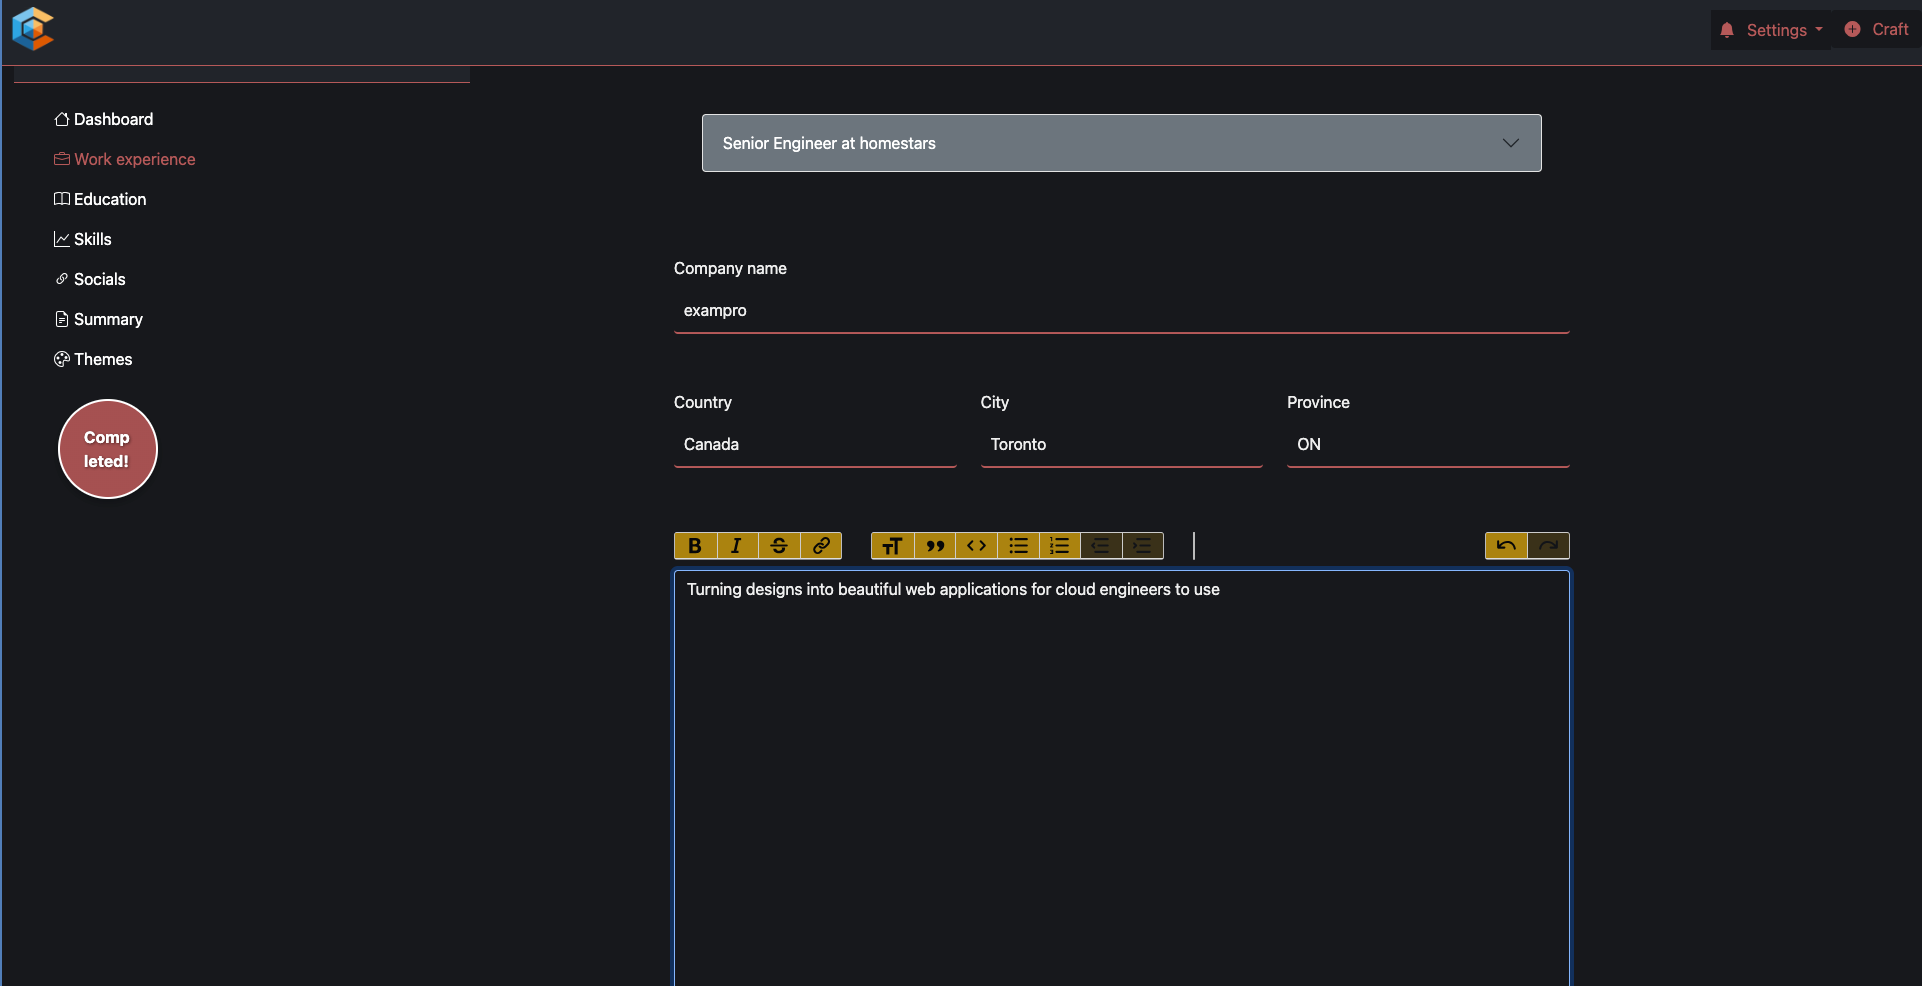 Settings
Craft
Dashboard
Work experience
Education
Skills
Socials
Summary
Themes
Comp
leted!
Senior Engineer at homestars
Company name
exampro
Country City Province
Canada Toronto ON
Turning designs into beautiful web applications for cloud engineers to use